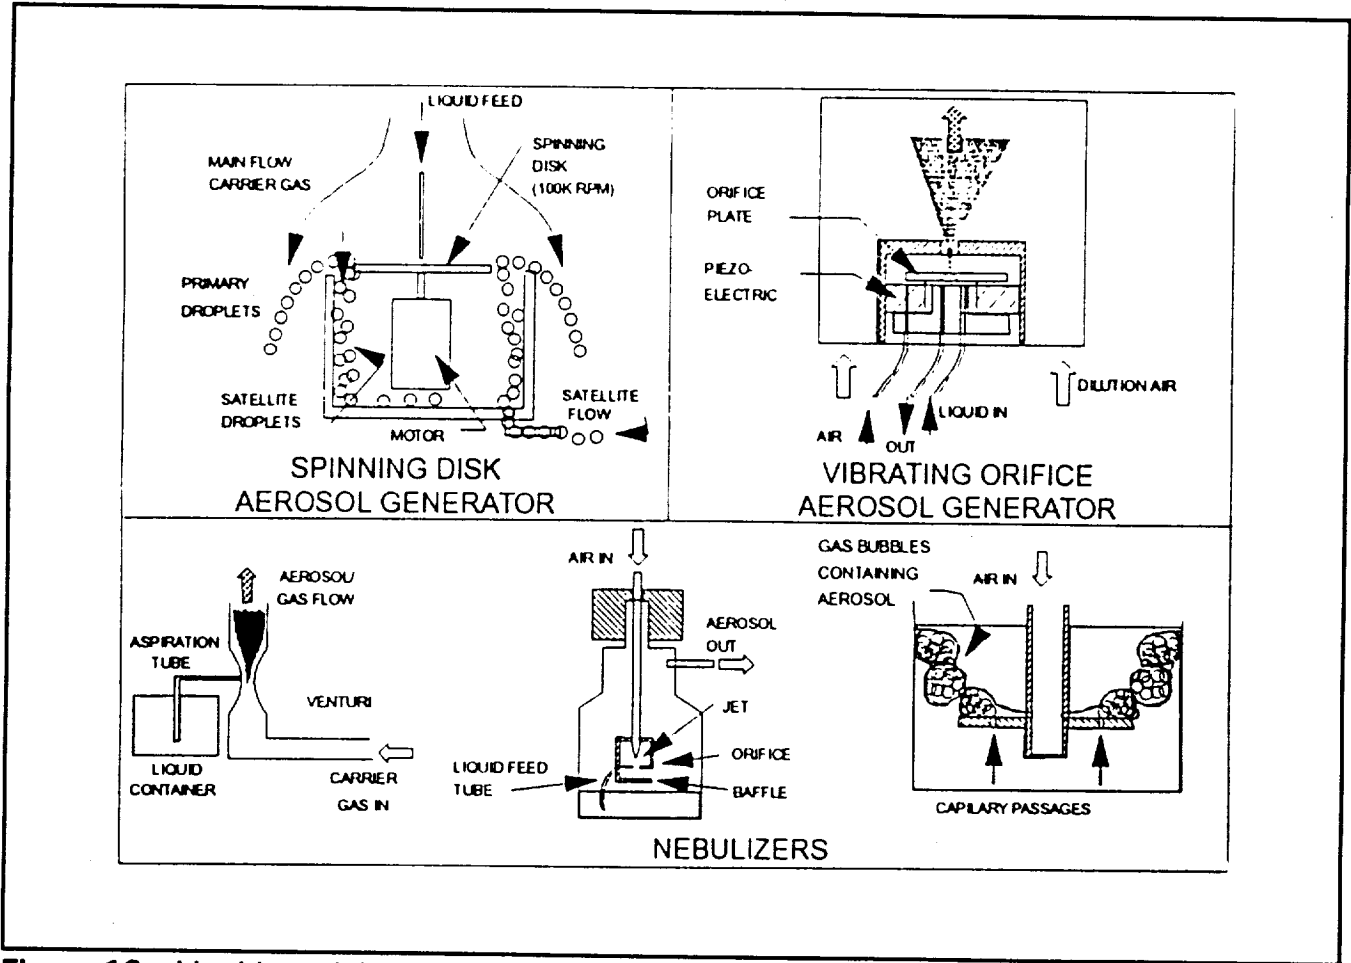 LIQUID FEED
MAIN FLOW
CARRIER GAS
SPINNING
DISK
(100K RPM)
PRIMARY
DROPLETS
SATELLITE
DROPLETS
MOTOR
SATELLITE
FLOW
SPINNING DISK
AEROSOL GENERATOR
ORIFICE
PLATE
PIEZO-
ELECTRIC
DILUTION AIR
LIQUID IN
AIR
OUT
VIBRATING ORIFICE
AEROSOL GENERATOR
AEROSOL/
GAS FLOW
ASPIRATION
TUBE
VENTURI
LIQUID
CONTAINER
CARRIER
GAS IN
AIR IN
AEROSOL
OUT
JET
ORIFICE
LIQUID FEED
TUBE
BAFFLE
GAS BUBBLES
CONTAINING
AEROSOL
AIR IN
CAPILARY PASSAGES
NEBULIZERS